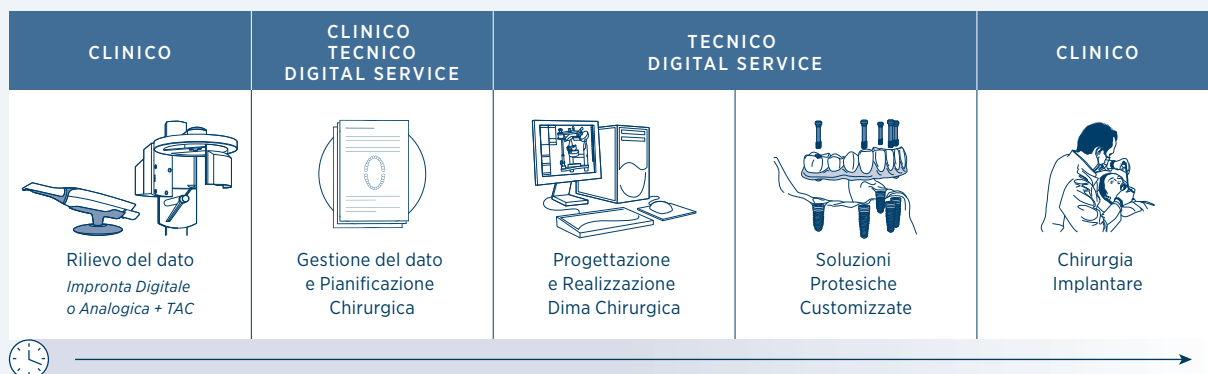 CLINICO
CLINICO
TECNICO
DIGITAL SERVICE
TECNICO
DIGITAL SERVICE
CLINICO
Rilievo del dato
Impronta Digitale
o Analogica + TAC
Gestione del dato
e Pianificazione
Chirurgica
Progettazione
e Realizzazione
Dima Chirurgica
Soluzioni
Protesiche
Customizzate
Chirurgia
Implantare